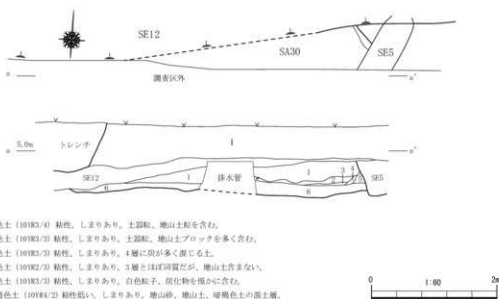 SE12
SA30
SE5
a
調査区外
a'
a 5.0m
トレンチ
I
a'
SE12
1
排水管
1
2
3
4
5
SE5
6
6
色土 (10YR3/4) 粘性、しまりあり、土器粒、地山土粒を含む。
色土 (10YR3/3) 粘性、しまりあり、土器粒、地山土ブロックを多く含む。
色土 (10YR3/3) 粘性、しまりあり、4層に炭が多く混じる土。
色土 (10YR2/3) 粘性、しまりあり、3層とほぼ同質だが、地山土含まない。
色土 (10YR3/3) 粘性、しまりあり、白色粒子、炭化物を僅かに含む。
褐色土 (10YR4/2) 粘性低い、しまりあり、地山砂、地山土、暗褐色土の混土層。
0 1:60 2m